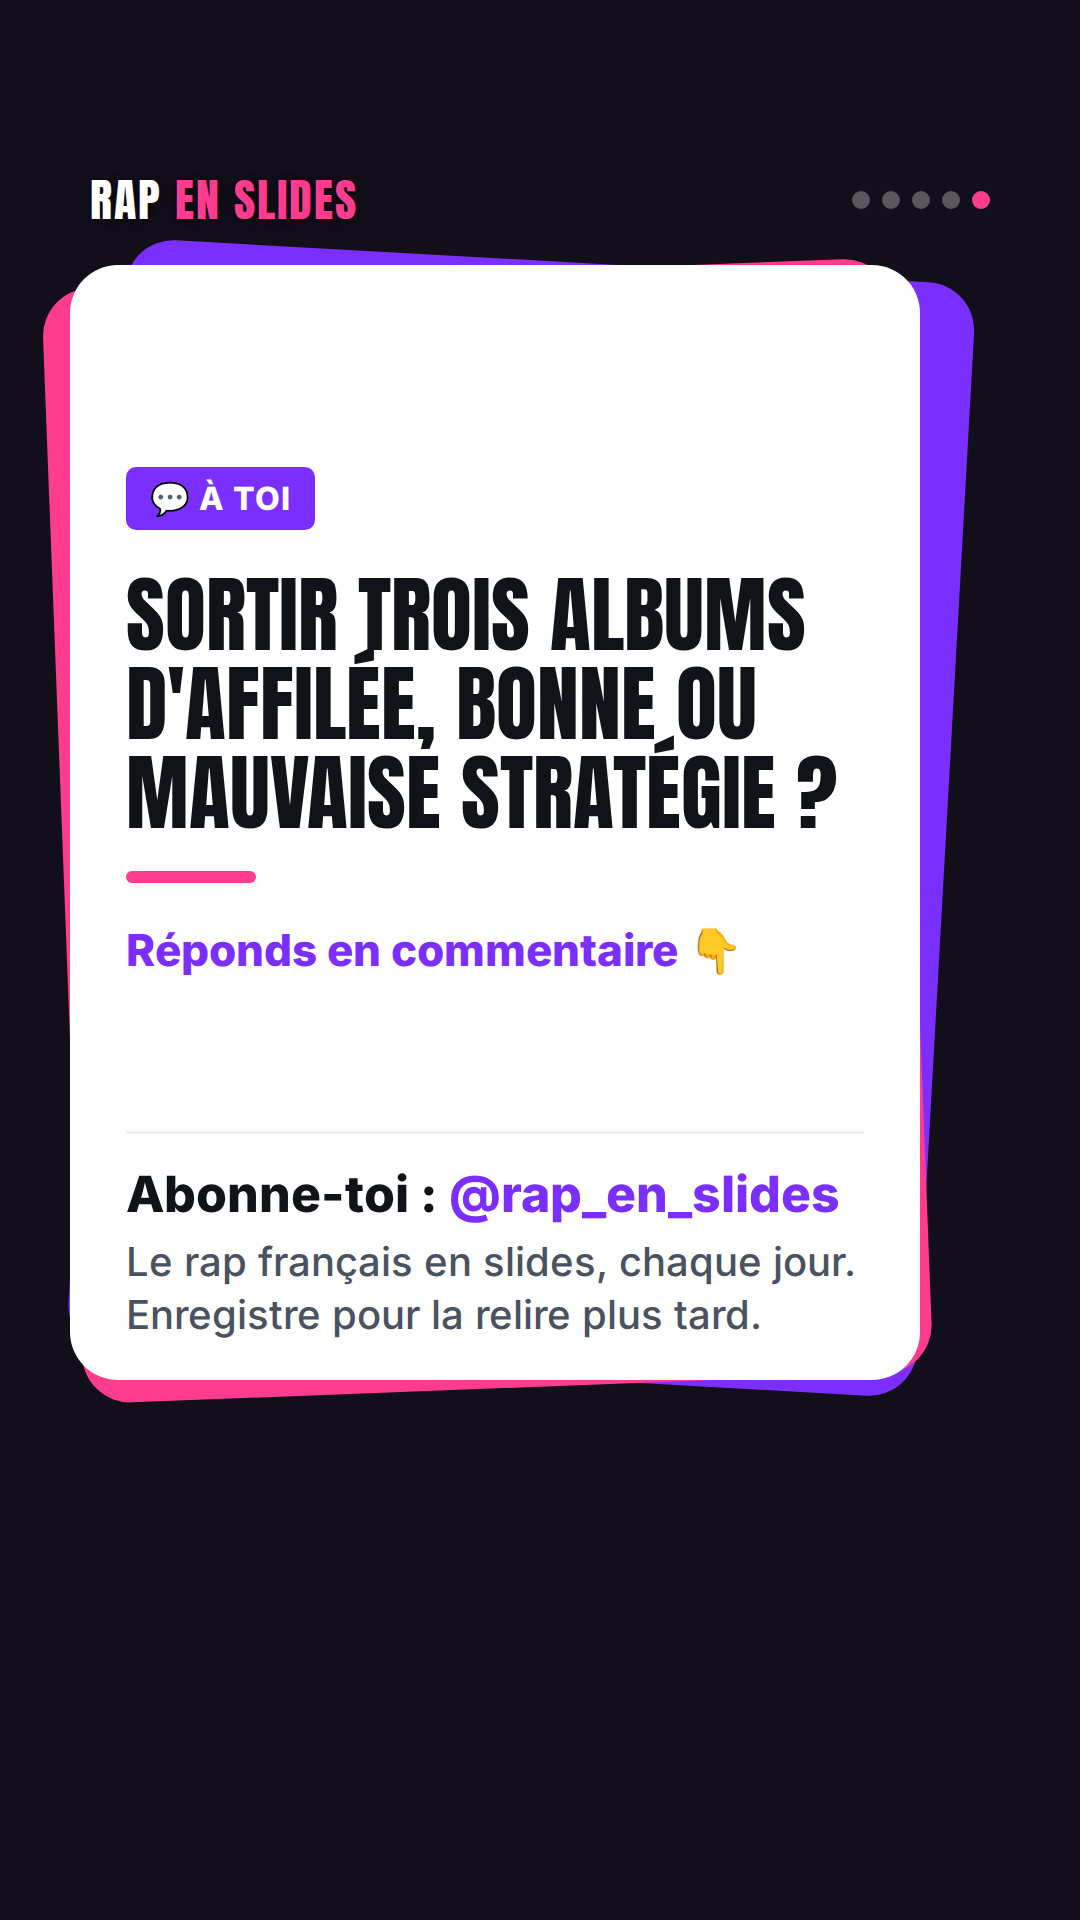 RAP EN SLIDES
💬 À TOI
SORTIR TROIS ALBUMS
D'AFFILÉE, BONNE OU
MAUVAISE STRATÉGIE ?
Réponds en commentaire 👇
Abonne-toi : @rap_en_slides
Le rap français en slides, chaque jour.
Enregistre pour la relire plus tard.